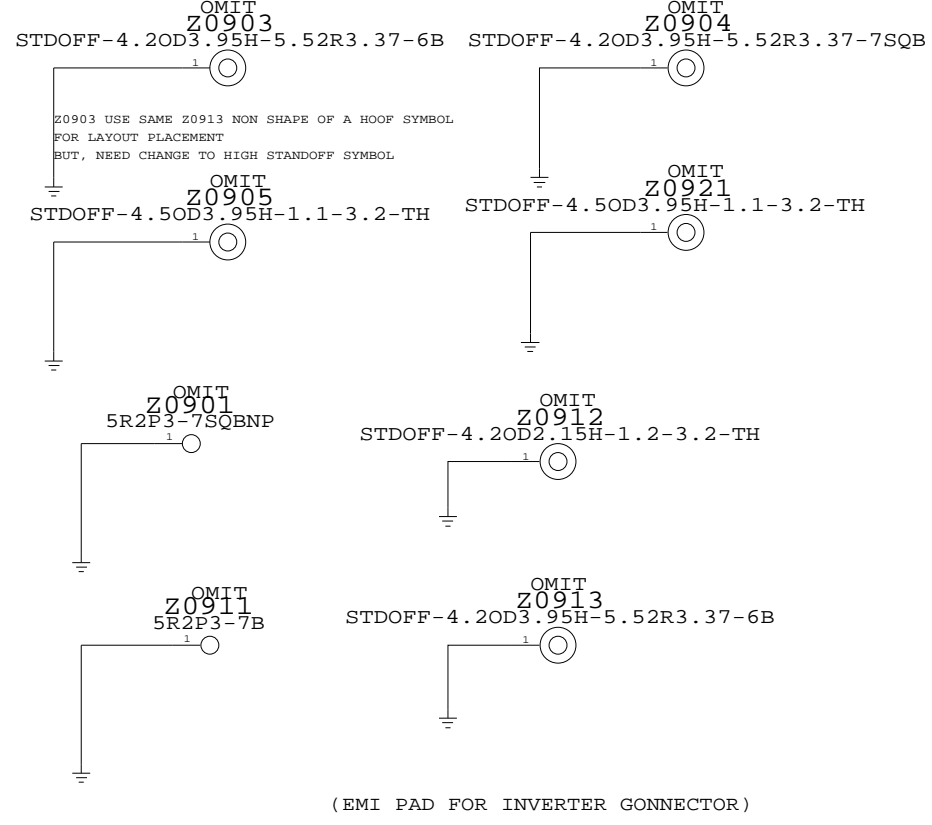 OMIT
Z0903
STDOFF-4.2OD3.95H-5.52R3.37-6B
1
Z0903 USE SAME Z0913 NON SHAPE OF A HOOF SYMBOL
FOR LAYOUT PLACEMENT
BUT, NEED CHANGE TO HIGH STANDOFF SYMBOL
OMIT
Z0904
STDOFF-4.2OD3.95H-5.52R3.37-7SQB
1
OMIT
Z0905
STDOFF-4.5OD3.95H-1.1-3.2-TH
1
OMIT
Z0921
STDOFF-4.5OD3.95H-1.1-3.2-TH
1
OMIT
Z0901
5R2P3-7SQBNP
1
OMIT
Z0912
STDOFF-4.2OD2.15H-1.2-3.2-TH
1
OMIT
Z0911
5R2P3-7B
1
OMIT
Z0913
STDOFF-4.2OD3.95H-5.52R3.37-6B
1
(EMI PAD FOR INVERTER GONNECTOR)